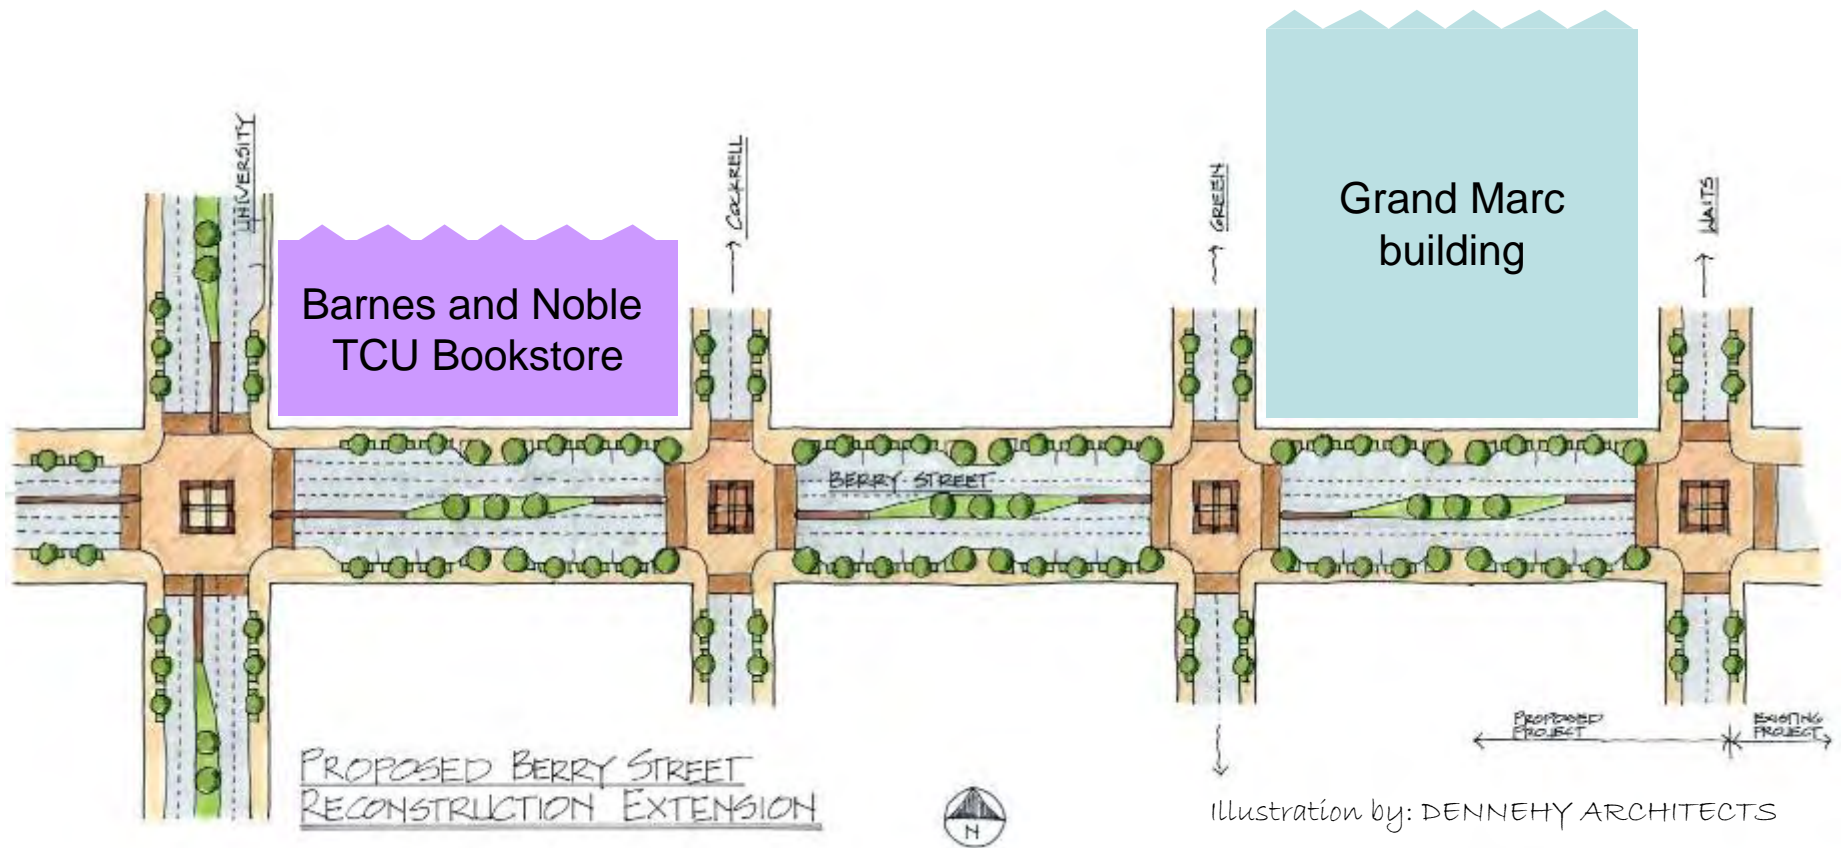 UNIVERSITY
COCKRELL
GREEN
WAITS
Grand Marc
building
Barnes and Noble
TCU Bookstore
BERRY STREET
PROPOSED
PROJECT
EXISTING
PROJECT
PROPOSED BERRY STREET
RECONSTRUCTION EXTENSION
N
Illustration by: DENNEHY ARCHITECTS